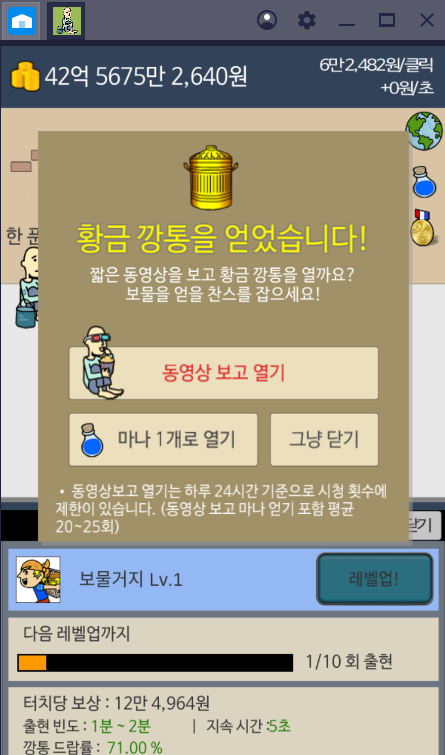 42억 5675만 2,640원
6만 2,482원/클릭
+0원/초
한 푼
황금 깡통을 얻었습니다!
짧은 동영상을 보고 황금 깡통을 열까요?
보물을 얻을 찬스를 잡으세요!
동영상 보고 열기
마나 1개로 열기
그냥 닫기
• 동영상보고 열기는 하루 24시간 기준으로 시청 횟수에
제한이 있습니다. (동영상 보고 마나 얻기 포함 평균
20~25회)
닫기
보물거지 Lv.1
레벨업!
다음 레벨업까지
1/10 회 출현
터치당 보상 : 12만 4,964원
출현 빈도 : 1분 ~ 2분 | 지속 시간 :5초
깡통 드랍률 : 71.00 %